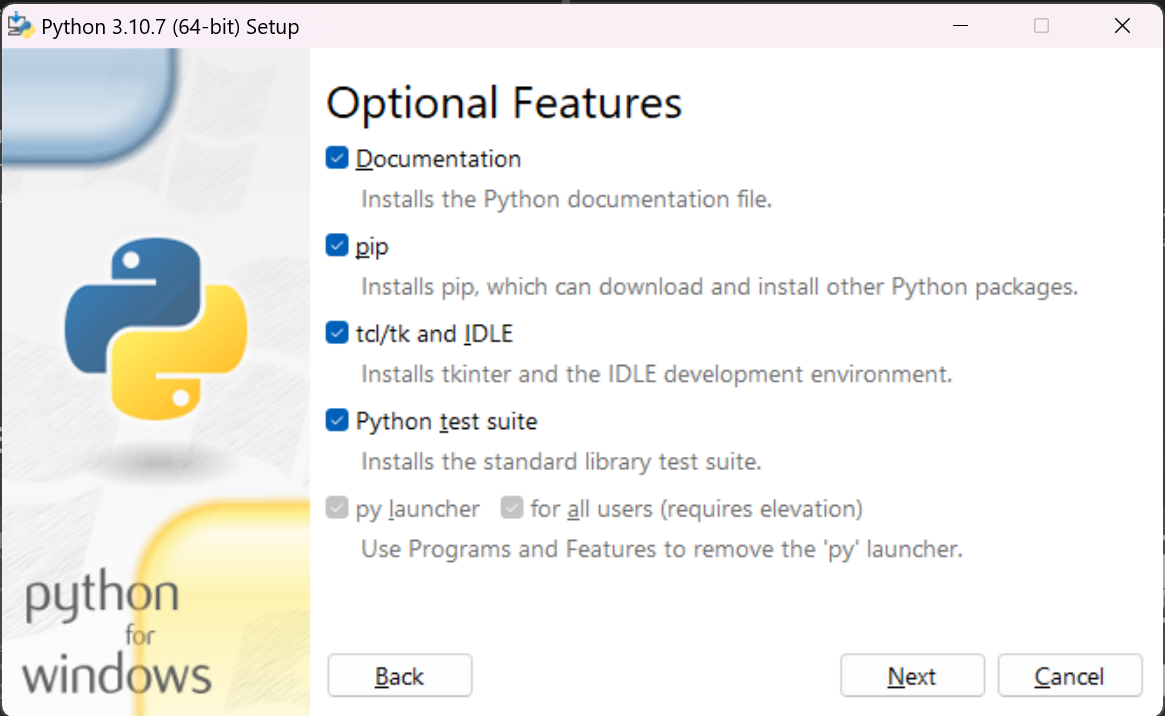 Python 3.10.7 (64-bit) Setup
Optional Features
Documentation
Installs the Python documentation file.
pip
Installs pip, which can download and install other Python packages.
tcl/tk and IDLE
Installs tkinter and the IDLE development environment.
Python test suite
Installs the standard library test suite.
py launcher for all users (requires elevation)
Use Programs and Features to remove the 'py' launcher.
python
for
windows
Back Next Cancel